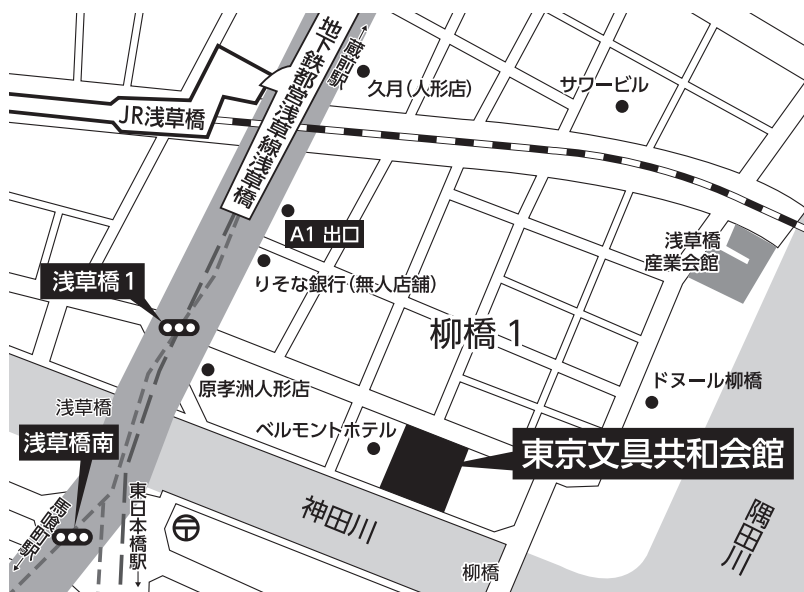 ←蔵前駅
久月（人形店）
サワービル
JR浅草橋
地下鉄都営浅草線浅草橋
A1 出口
浅草橋
産業会館
りそな銀行（無人店舗）
浅草橋1
柳橋 1
原孝洲人形店
ドヌール柳橋
浅草橋
ベルモントホテル
浅草橋南
東京文具共和会館
馬喰町駅→
東日本橋駅→
〒
神田川
隅田川
柳橋